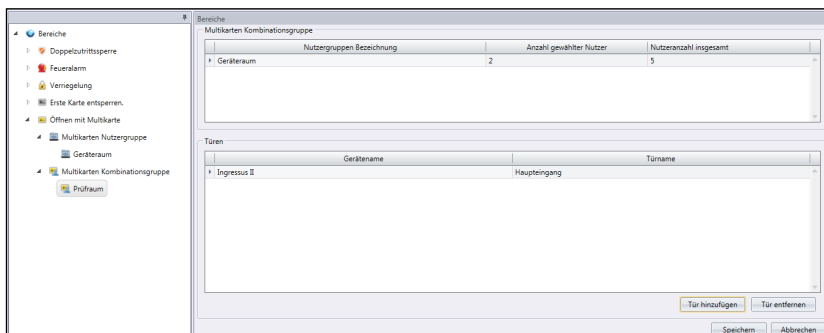 Bereiche
Doppelzutrittssperre
Feueralarm
Verriegelung
Erste Karte entsperren.
Öffnen mit Multikarte
Multikarten Nutzergruppe
Geräteraum
Multikarten Kombinationsgruppe
Prüfraum
Bereiche
Multikarten Kombinationsgruppe
Nutzergruppen Bezeichnung Anzahl gewählter Nutzer Nutzeranzahl insgesamt
Geräteraum 2 5
Türen
Gerätename Türname
Ingressus II Haupteingang
Tür hinzufügen Tür entfernen
Speichern Abbrechen